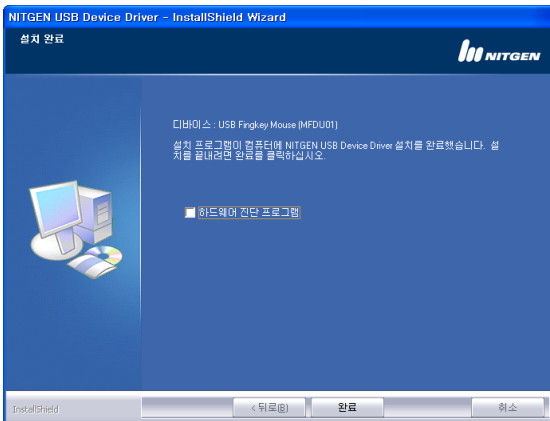 NITGEN USB Device Driver - InstallShield Wizard
설치 완료
NITGEN
디바이스 : USB Fingkey Mouse (MFDU01)
설치 프로그램이 컴퓨터에 NITGEN USB Device Driver 설치를 완료했습니다. 설
치를 끝내려면 완료를 클릭하십시오.
하드웨어 진단 프로그램
InstallShield
< 뒤로(B)
완료
취소